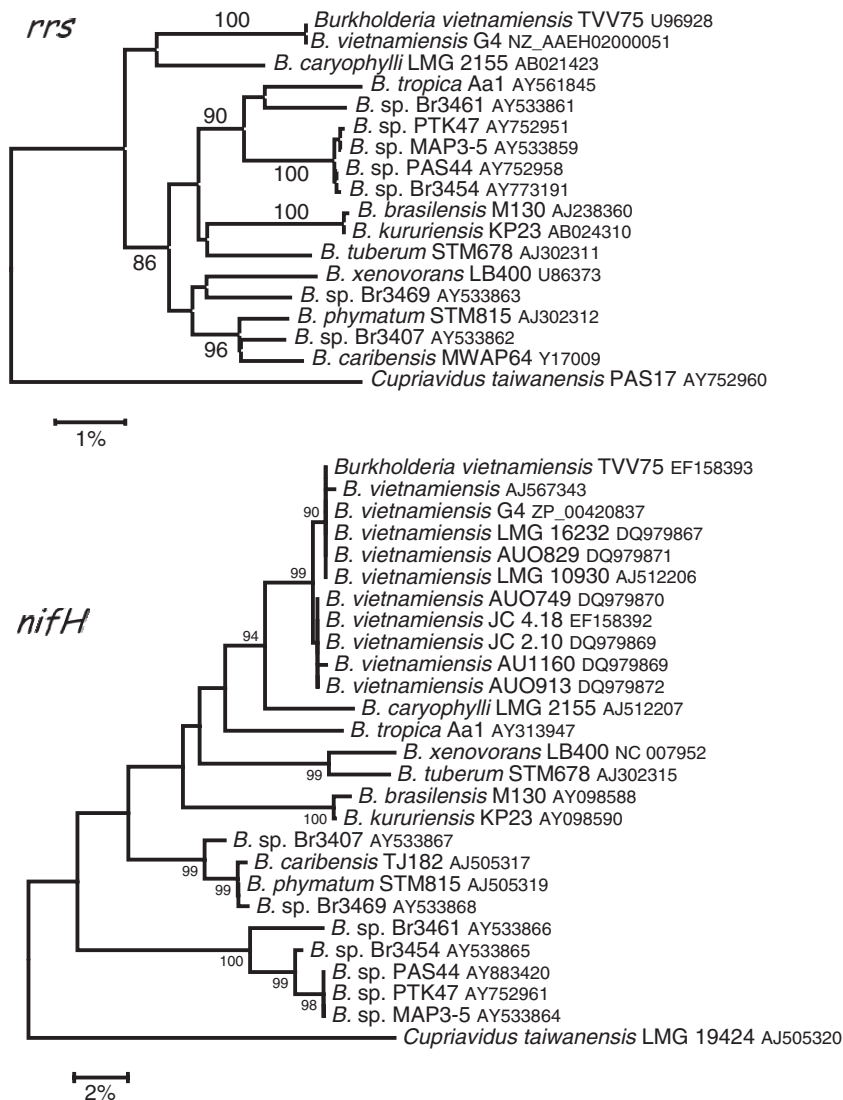 rrs
100
Burkholderia vietnamiensis TVV75 U96928
B. vietnamiensis G4 NZ_AAEH02000051
B. caryophylli LMG 2155 AB021423
B. tropica Aa1 AY561845
90
B. sp. Br3461 AY533861
B. sp. PTK47 AY752951
B. sp. MAP3-5 AY533859
100
B. sp. PAS44 AY752958
B. sp. Br3454 AY773191
100
B. brasilensis M130 AJ238360
B. kururiensis KP23 AB024310
86
B. tuberum STM678 AJ302311
B. xenovorans LB400 U86373
B. sp. Br3469 AY533863
B. phymatum STM815 AJ302312
B. sp. Br3407 AY533862
96
B. caribensis MWAP64 Y17009
Cupriavidus taiwanensis PAS17 AY752960
1%
nifH
Burkholderia vietnamiensis TVV75 EF158393
B. vietnamiensis AJ567343
90
B. vietnamiensis G4 ZP_00420837
B. vietnamiensis LMG 16232 DQ979867
B. vietnamiensis AUO829 DQ979871
99
B. vietnamiensis LMG 10930 AJ512206
B. vietnamiensis AUO749 DQ979870
B. vietnamiensis JC 4.18 EF158392
94
B. vietnamiensis JC 2.10 DQ979869
B. vietnamiensis AU1160 DQ979869
B. vietnamiensis AUO913 DQ979872
B. caryophylli LMG 2155 AJ512207
B. tropica Aa1 AY313947
B. xenovorans LB400 NC 007952
99
B. tuberum STM678 AJ302315
B. brasilensis M130 AY098588
100
B. kururiensis KP23 AY098590
B. sp. Br3407 AY533867
99
B. caribensis TJ182 AJ505317
99
B. phymatum STM815 AJ505319
B. sp. Br3469 AY533868
B. sp. Br3461 AY533866
100
B. sp. Br3454 AY533865
99
B. sp. PAS44 AY883420
98
B. sp. PTK47 AY752961
B. sp. MAP3-5 AY533864
Cupriavidus taiwanensis LMG 19424 AJ505320
2%